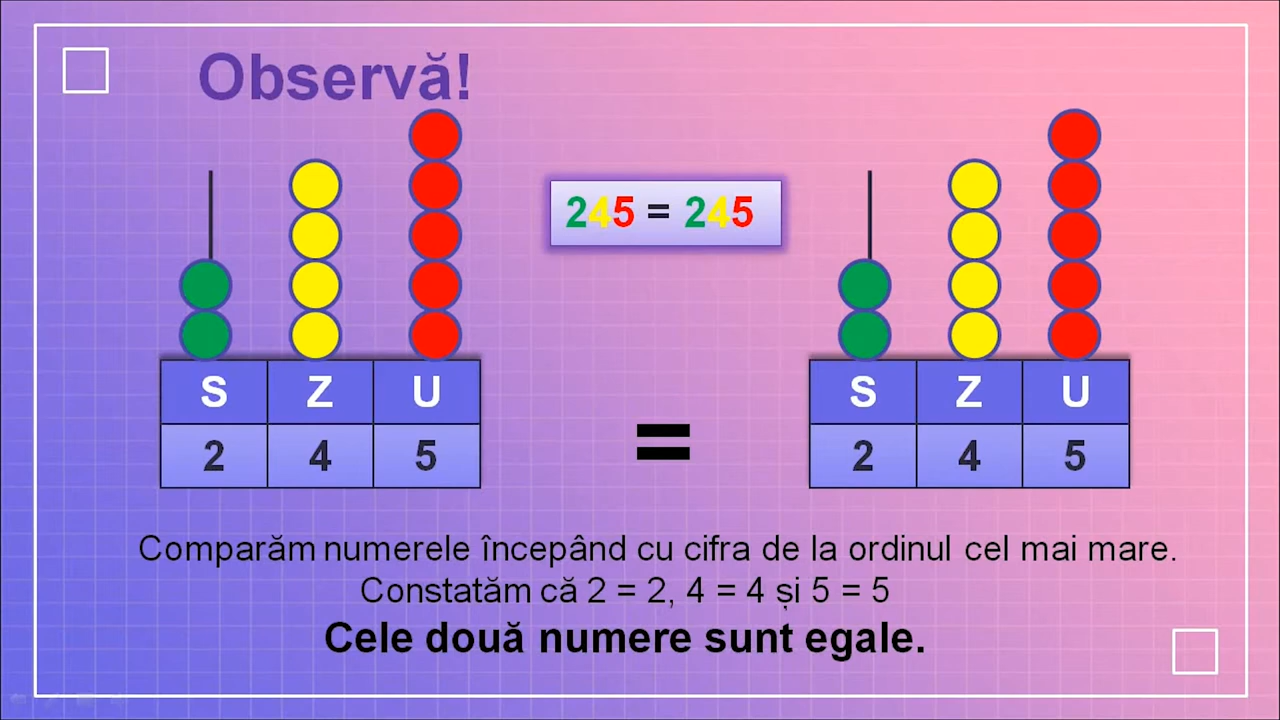 Observă!
245 = 245
S Z U
2 4 5
=
S Z U
2 4 5
Comparăm numerele începând cu cifra de la ordinul cel mai mare.
Constatăm că 2 = 2, 4 = 4 și 5 = 5
Cele două numere sunt egale.